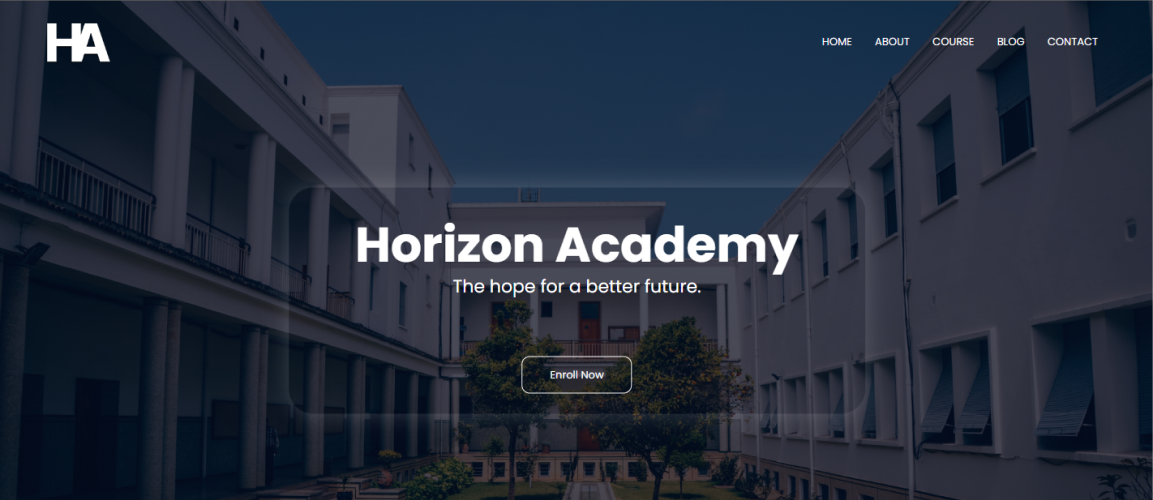 HA
HOME ABOUT COURSE BLOG CONTACT
Horizon Academy
The hope for a better future.
Enroll Now